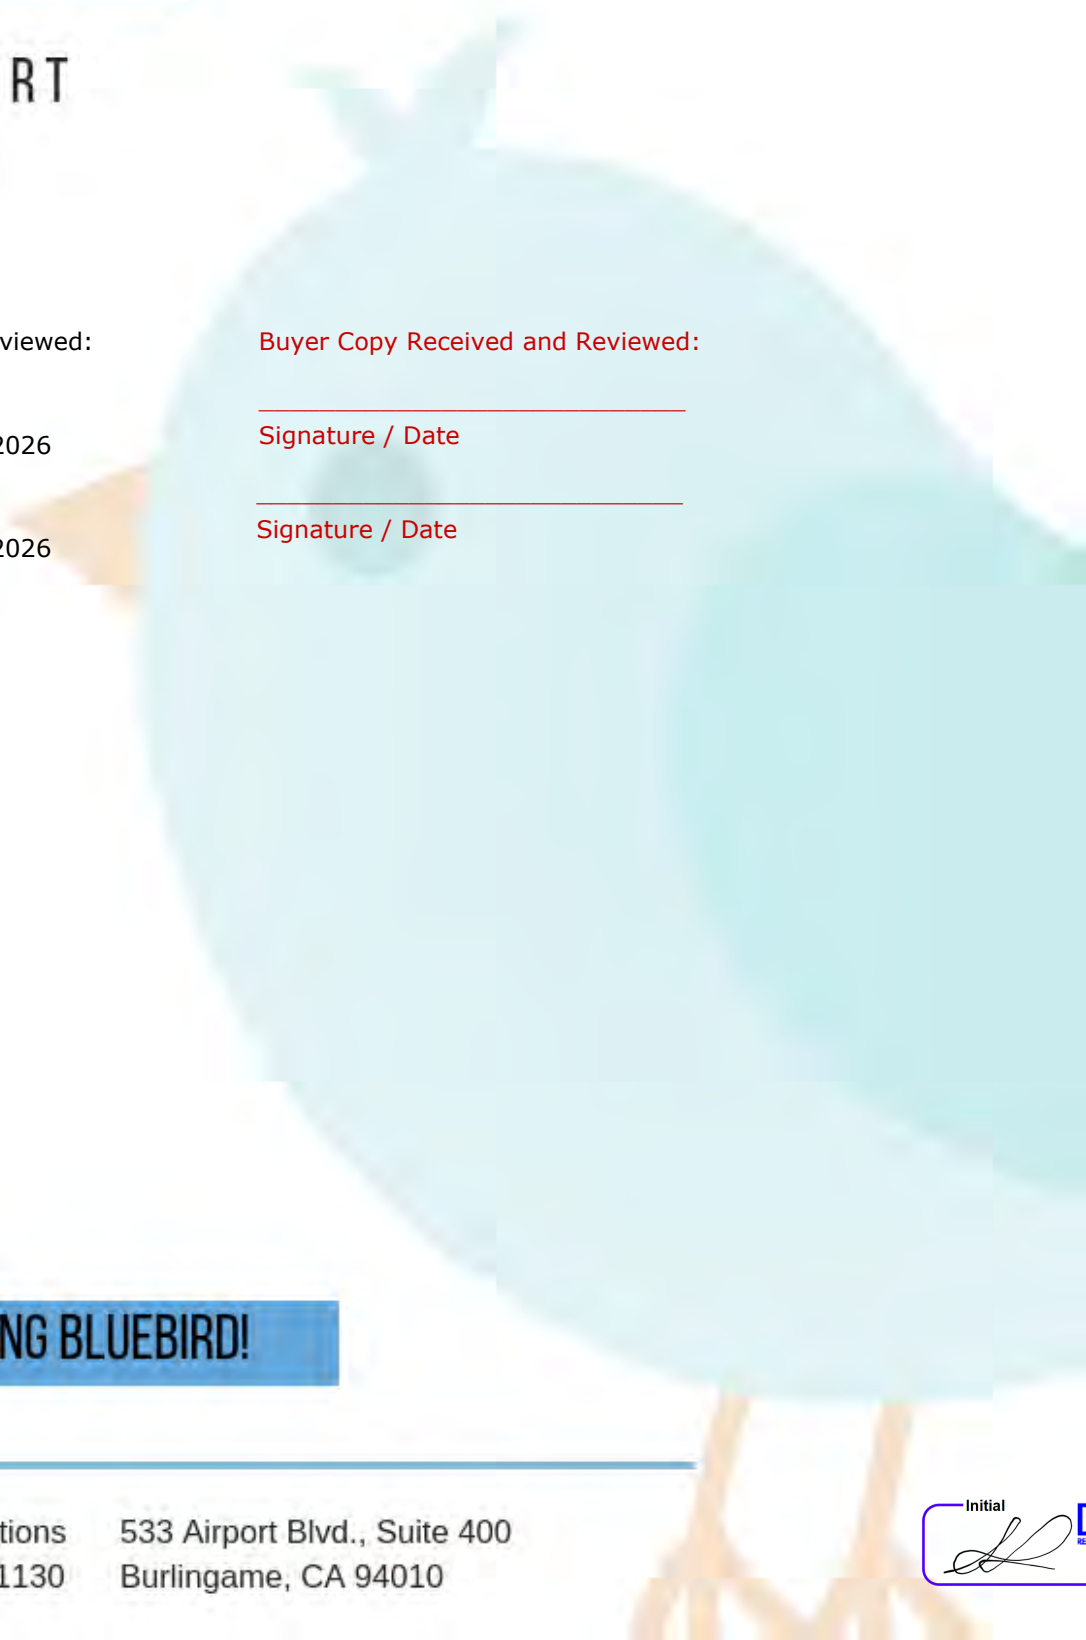 RT
viewed:
Buyer Copy Received and Reviewed:
Signature / Date
2026
Signature / Date
2026
NG BLUEBIRD!
tions
533 Airport Blvd., Suite 400
1130
Burlingame, CA 94010
Initial